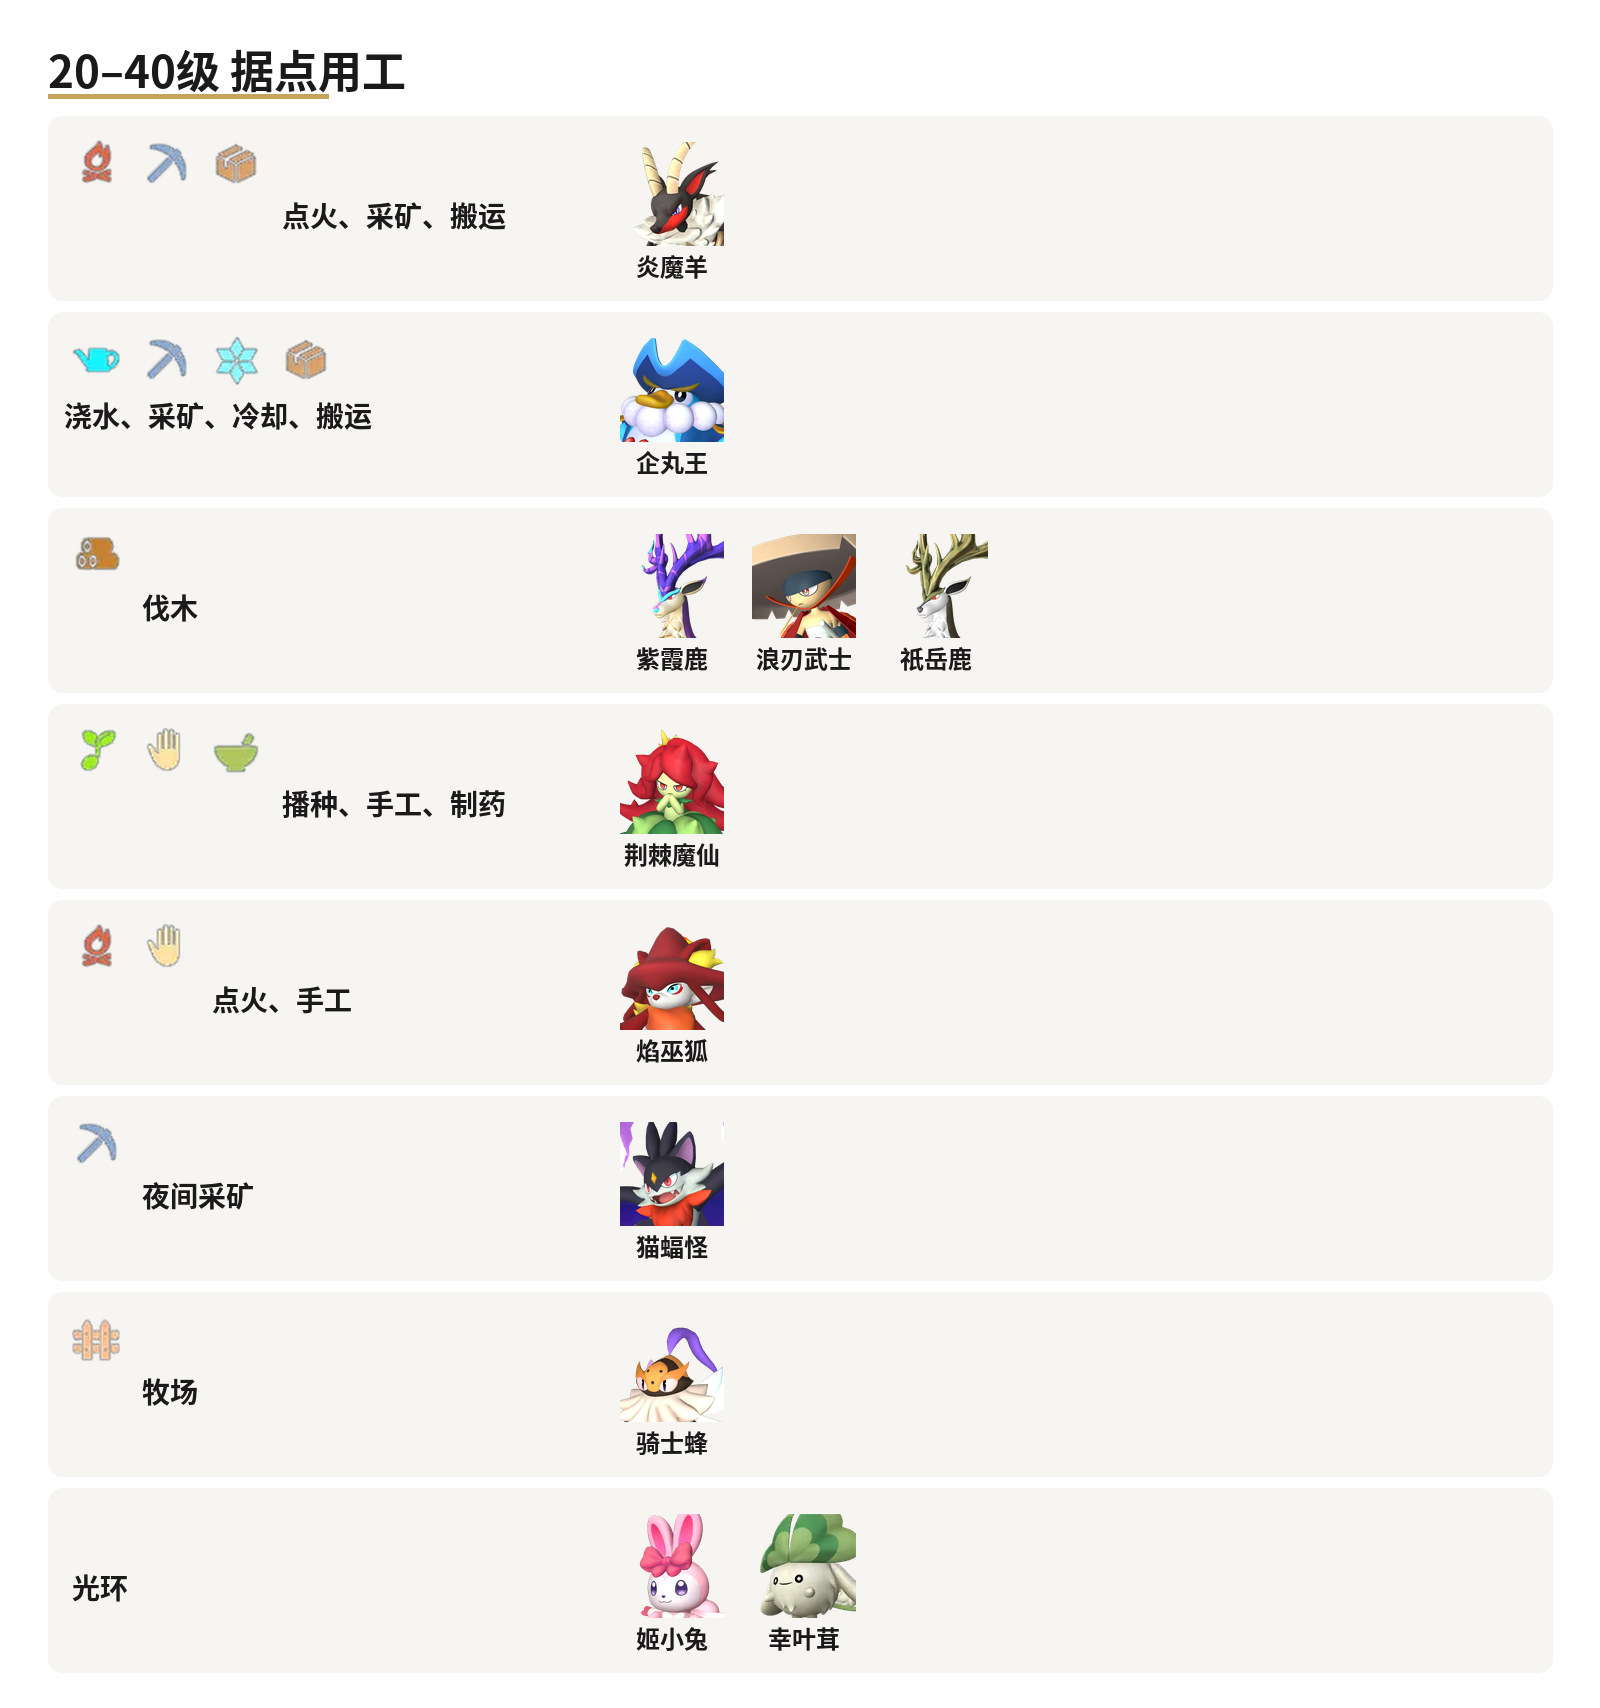 20–40级 据点用工
点火、采矿、搬运
炎魔羊
浇水、采矿、冷却、搬运
企丸王
伐木
紫霞鹿 浪刃武士 祇岳鹿
播种、手工、制药
荆棘魔仙
点火、手工
焰巫狐
夜间采矿
猫蝠怪
牧场
骑士蜂
光环
姬小兔 幸叶茸